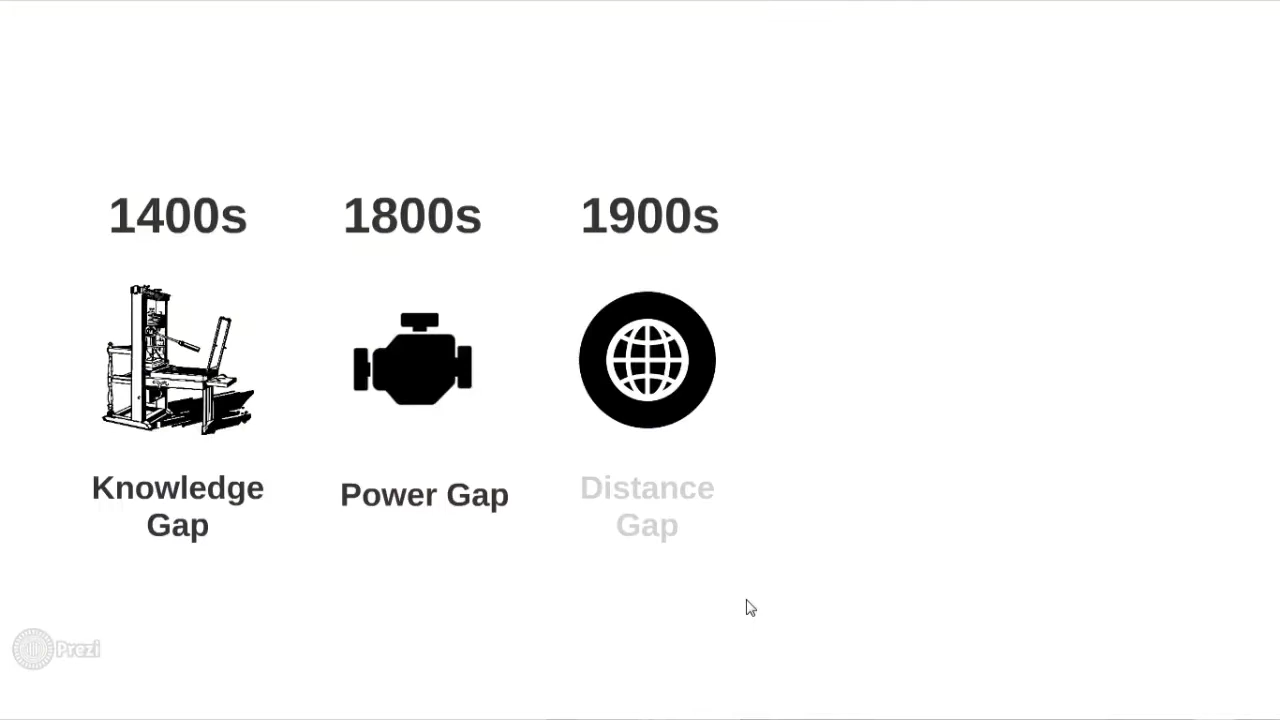 1400s
1800s
1900s
Knowledge
Gap
Power Gap
Distance
Gap
Prezi